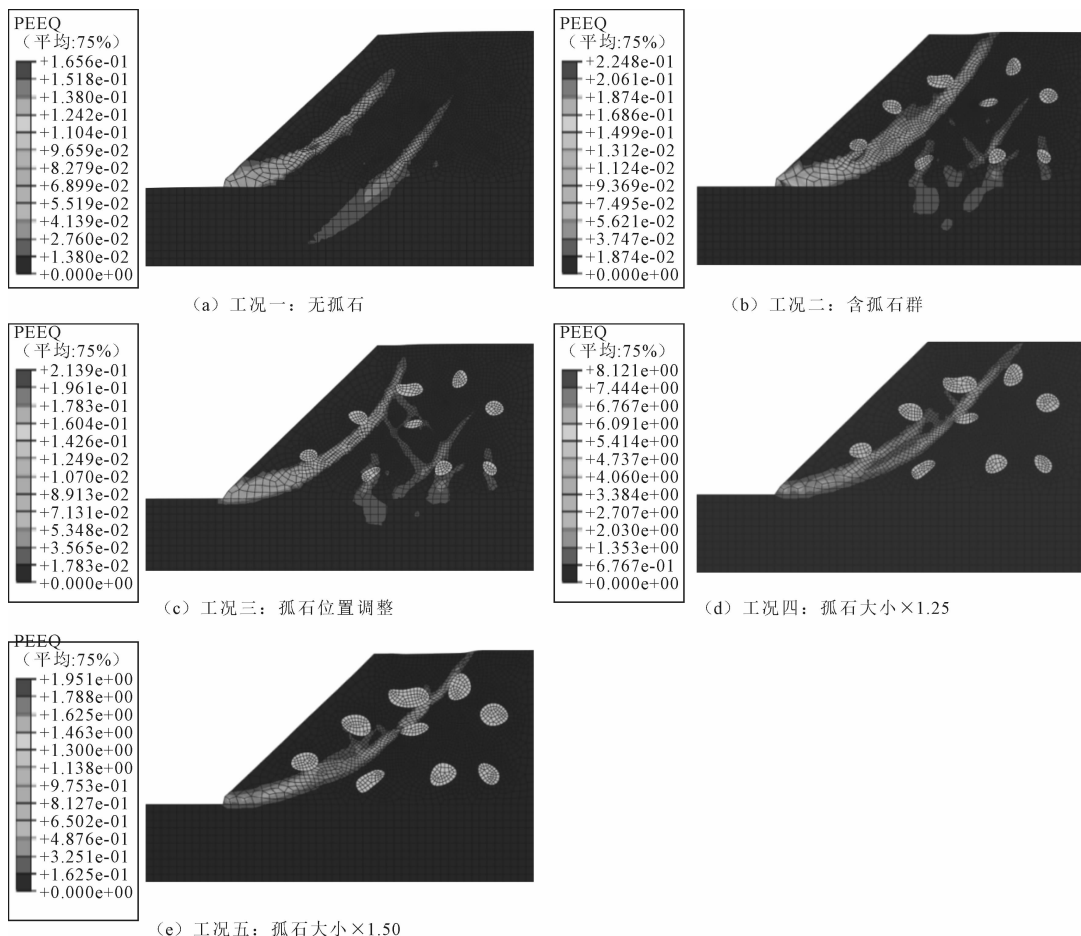 PEEQ
（平均:75%）
+1.656e-01
+1.518e-01
+1.380e-01
+1.242e-01
+1.104e-01
+9.659e-02
+8.279e-02
+6.899e-02
+5.519e-02
+4.139e-02
+2.760e-02
+1.380e-02
+0.000e+00
（a）工况一：无孤石
PEEQ
（平均:75%）
+2.248e-01
+2.061e-01
+1.874e-01
+1.686e-01
+1.499e-01
+1.312e-02
+1.124e-02
+9.369e-02
+7.495e-02
+5.621e-02
+3.747e-02
+1.874e-02
+0.000e+00
（b）工况二：含孤石群
PEEQ
（平均:75%）
+2.139e-01
+1.961e-01
+1.783e-01
+1.604e-01
+1.426e-01
+1.249e-02
+1.070e-02
+8.913e-02
+7.131e-02
+5.348e-02
+3.565e-02
+1.783e-02
+0.000e+00
（c）工况三：孤石位置调整
PEEQ
（平均:75%）
+8.121e+00
+7.444e+00
+6.767e+00
+6.091e+00
+5.414e+00
+4.737e+00
+4.060e+00
+3.384e+00
+2.707e+00
+2.030e+00
+1.353e+00
+6.767e-01
+0.000e+00
（d）工况四：孤石大小×1.25
PEEQ
（平均:75%）
+1.951e+00
+1.788e+00
+1.625e+00
+1.463e+00
+1.300e+00
+1.138e+00
+9.753e-01
+8.127e-01
+6.502e-01
+4.876e-01
+3.251e-01
+1.625e-01
+0.000e+00
（e）工况五：孤石大小×1.50